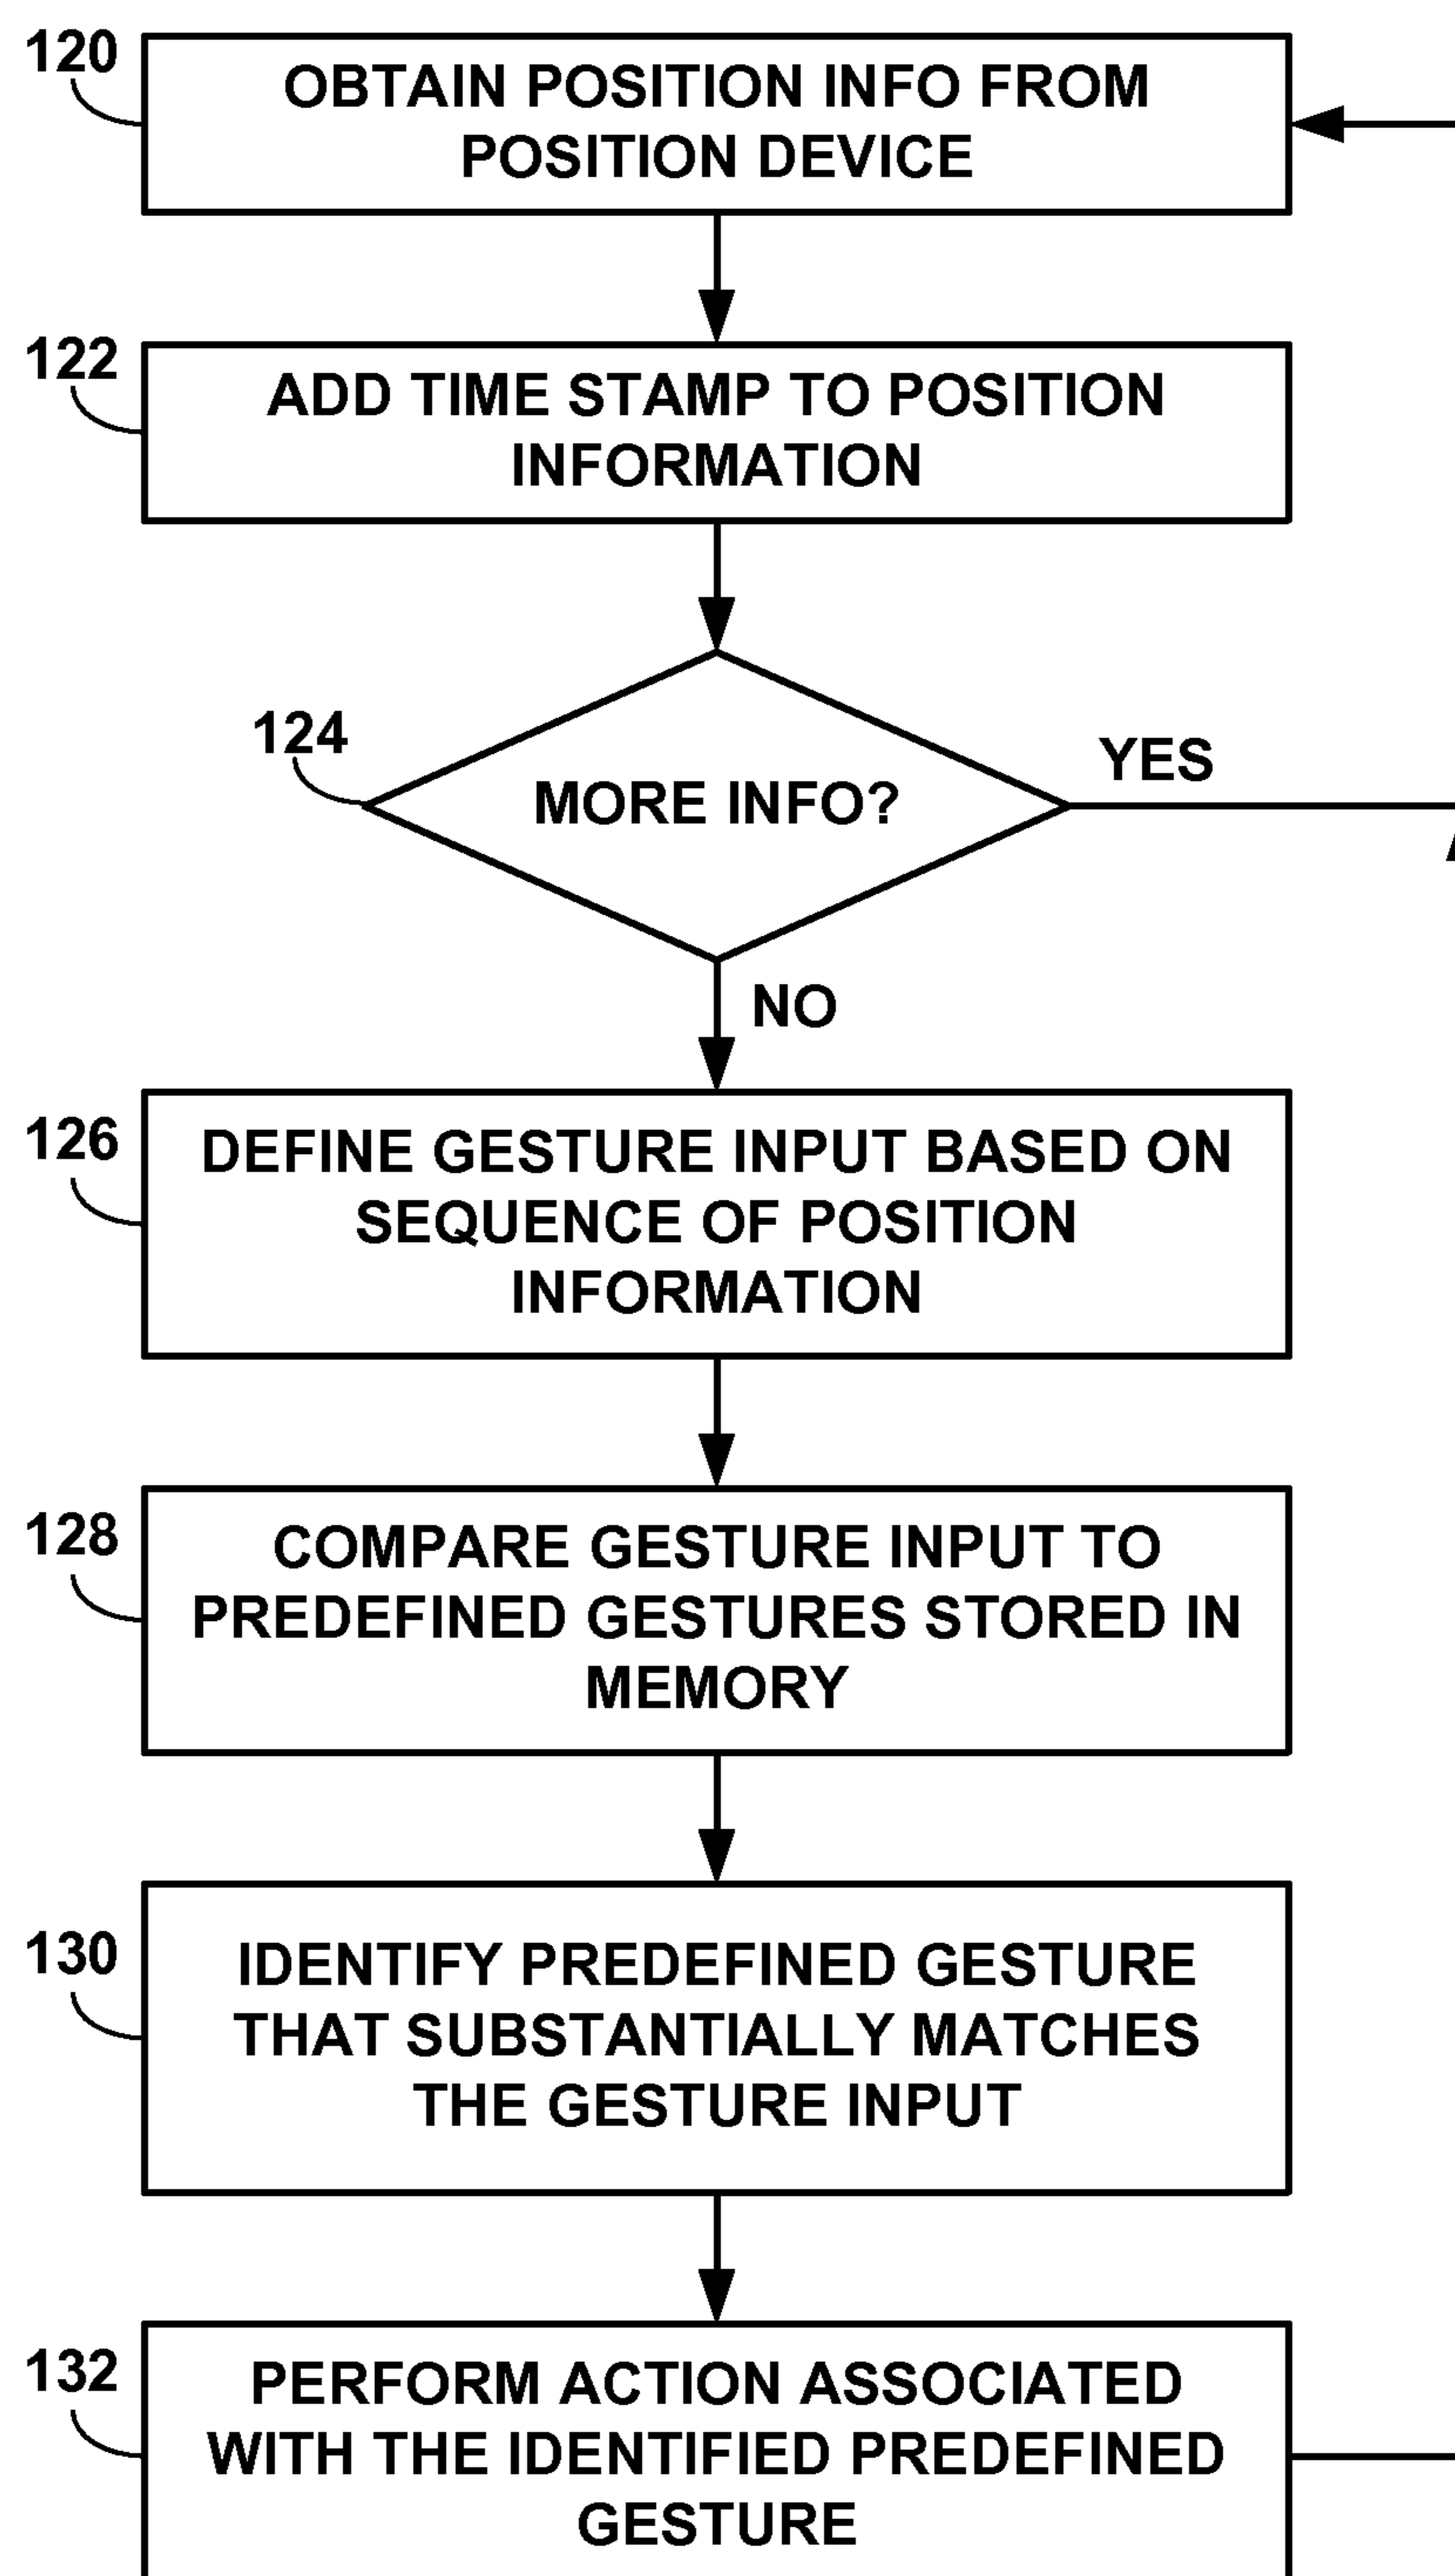 120
OBTAIN POSITION INFO FROM
POSITION DEVICE
122
ADD TIME STAMP TO POSITION
INFORMATION
124
MORE INFO?
YES
NO
126
DEFINE GESTURE INPUT BASED ON
SEQUENCE OF POSITION
INFORMATION
128
COMPARE GESTURE INPUT TO
PREDEFINED GESTURES STORED IN
MEMORY
130
IDENTIFY PREDEFINED GESTURE
THAT SUBSTANTIALLY MATCHES
THE GESTURE INPUT
132
PERFORM ACTION ASSOCIATED
WITH THE IDENTIFIED PREDEFINED
GESTURE